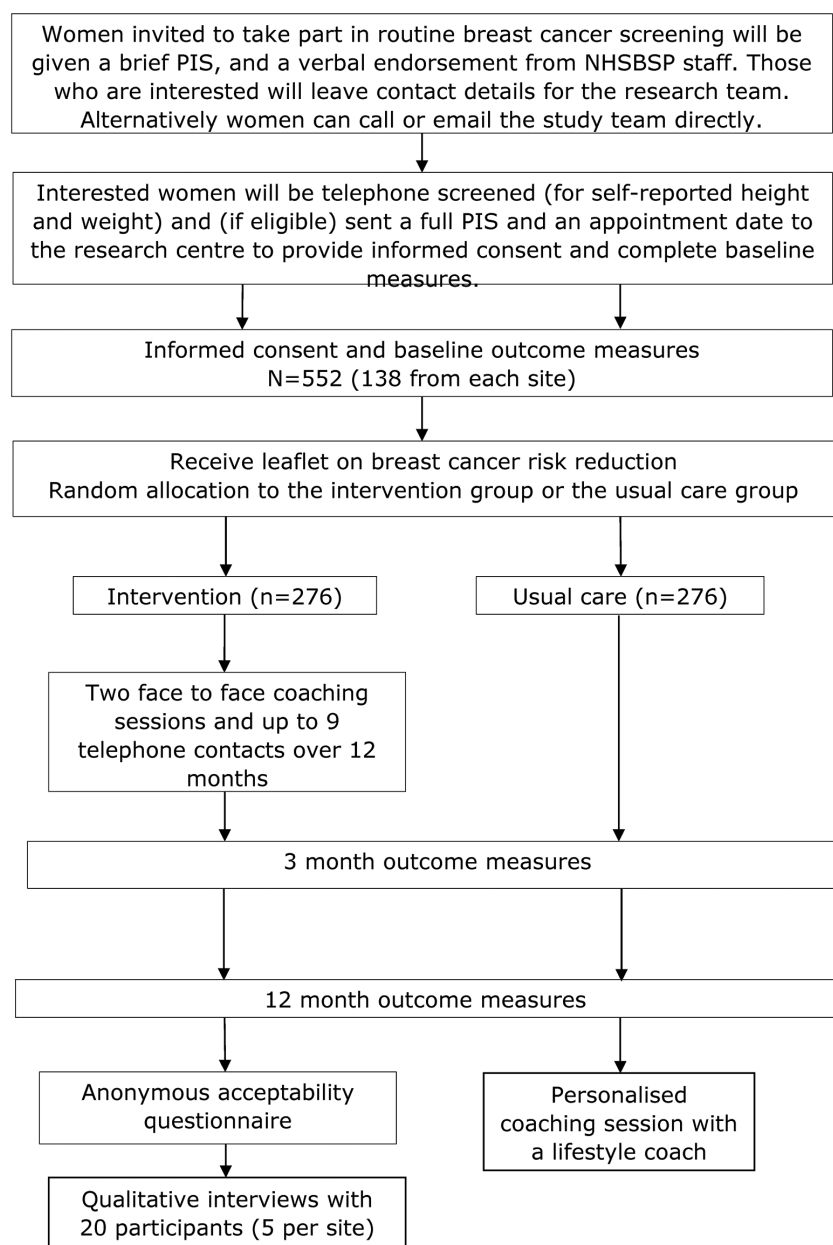 Women invited to take part in routine breast cancer screening will be
given a brief PIS, and a verbal endorsement from NHSBSP staff. Those
who are interested will leave contact details for the research team.
Alternatively women can call or email the study team directly.
Interested women will be telephone screened (for self-reported height
and weight) and (if eligible) sent a full PIS and an appointment date to
the research centre to provide informed consent and complete baseline
measures.
Informed consent and baseline outcome measures
N=552 (138 from each site)
Receive leaflet on breast cancer risk reduction
Random allocation to the intervention group or the usual care group
Intervention (n=276)
Usual care (n=276)
Two face to face coaching
sessions and up to 9
telephone contacts over 12
months
3 month outcome measures
12 month outcome measures
Anonymous acceptability
questionnaire
Personalised
coaching session with
a lifestyle coach
Qualitative interviews with
20 participants (5 per site)